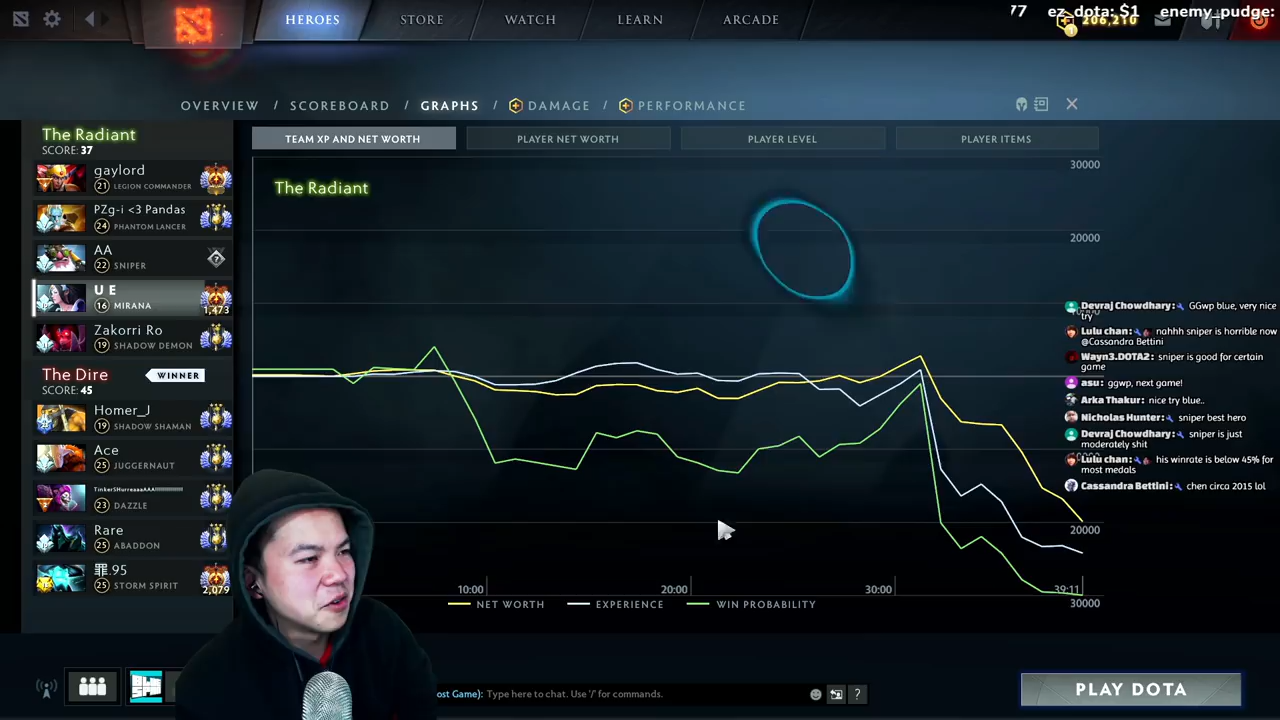 77 ez_dota: $1 enemy_pudge:
HEROES STORE WATCH LEARN ARCADE
206,210
1
OVERVIEW / SCOREBOARD / GRAPHS / DAMAGE / PERFORMANCE
The Radiant
SCORE: 37
gaylord
21 LEGION COMMANDER
PZg-i <3 Pandas
24 PHANTOM LANCER
AA
22 SNIPER
?
U E
16 MIRANA
1,473
Zakorri Ro
19 SHADOW DEMON
The Dire
WINNER
SCORE: 45
Homer_J
19 SHADOW SHAMAN
Ace
25 JUGGERNAUT
23 DAZZLE
Rare
25 ABADDON
罪 95
25 STORM SPIRIT
2,079
TEAM XP AND NET WORTH PLAYER NET WORTH PLAYER LEVEL PLAYER ITEMS
The Radiant
30000
20000
20000
30000
10:00 20:00 30:00 39:11
NET WORTH EXPERIENCE WIN PROBABILITY
Devraj Chowdhary: GGwp blue, very nice
try
Lulu chan: nahhh sniper is horrible now
@Cassandra Bettini
Wayn3.DOTA2: sniper is good for certain
game
asu: ggwp, next game!
Arka Thakur: nice try blue..
Nicholas Hunter: sniper best hero
Devraj Chowdhary: sniper is just
moderately shit
Lulu chan: his winrate is below 45% for
most medals
Cassandra Bettini: chen circa 2015 lol
ost Game): Type here to chat. Use '/' for commands.
?
PLAY DOTA